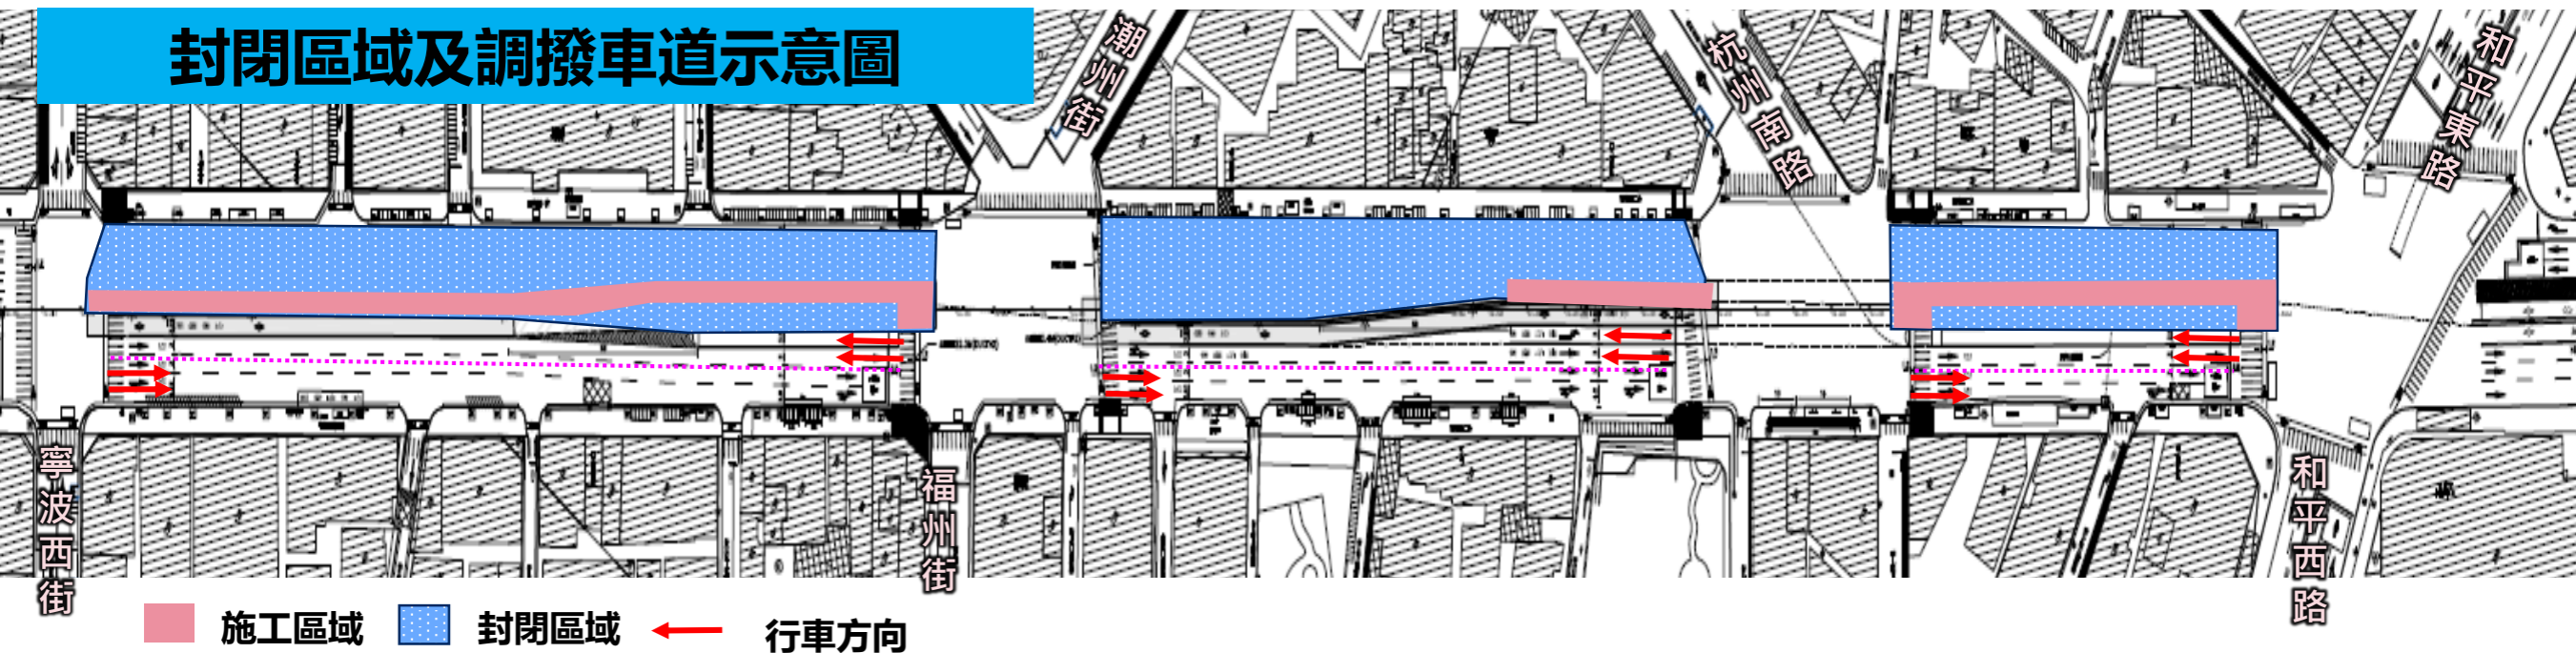 封閉區域及調撥車道示意圖
潮州街
杭州南路
和平東路
寧波西街
福州街
和平西路
施工區域
封閉區域
行車方向